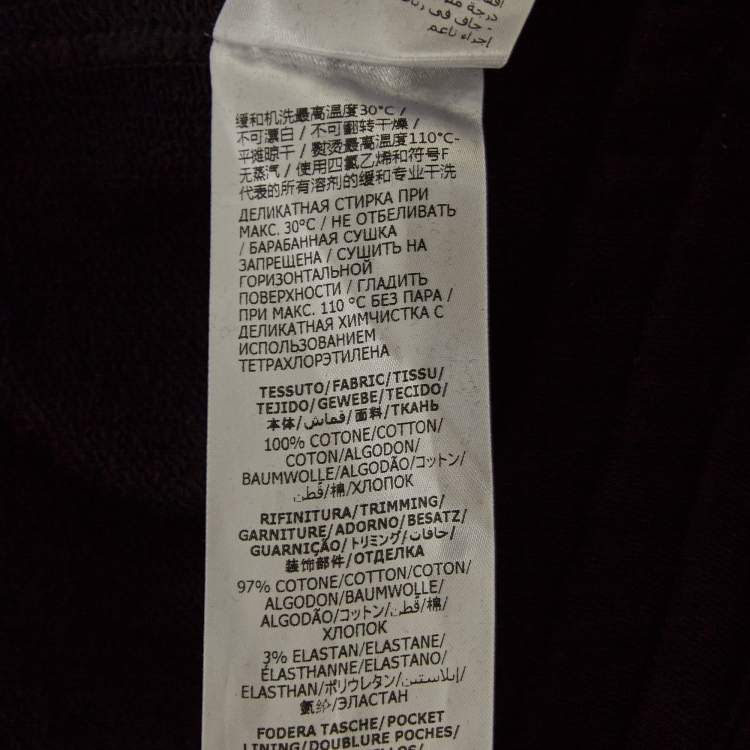 درجة
إجراء ناعم
缓和机洗最高温度30°C /
不可漂白 / 不可翻转干燥 /
平摊晾干 / 熨烫最高温度110°C-
无蒸汽 / 使用四氯乙烯和符号F
代表的所有溶剂的缓和专业干洗
ДЕЛИКАТНАЯ СТИРКА ПРИ
МАКС. 30°C / НЕ ОТБЕЛИВАТЬ
/ БАРАБАННАЯ СУШКА
ЗАПРЕЩЕНА / СУШИТЬ НА
ГОРИЗОНТАЛЬНОЙ
ПОВЕРХНОСТИ / ГЛАДИТЬ
ПРИ МАКС. 110 °C БЕЗ ПАРА /
ДЕЛИКАТНАЯ ХИМЧИСТКА С
ИСПОЛЬЗОВАНИЕМ
ТЕТРАХЛОРЭТИЛЕНА
TESSUTO/FABRIC/TISSU/
TEJIDO/GEWEBE/TECIDO/
本体/قماش/面料/ТКАНЬ
100% COTONE/COTTON/
COTON/ALGODON/
BAUMWOLLE/ALGODÃO/コットン/
قطن/棉/ХЛОПОК
RIFINITURA/TRIMMING/
GARNITURE/ADORNO/BESATZ/
GUARNIÇÃO/トリミング/حافات/
装饰部件/ОТДЕЛКА
97% COTONE/COTTON/COTON/
ALGODON/BAUMWOLLE/
ALGODÃO/コットン/قطن/棉/
ХЛОПОК
3% ELASTAN/ELASTANE/
ÉLASTHANNE/ELASTANO/
ELASTHAN/ポリウレタン/إيلاستين/
氨纶/ЭЛАСТАН
FODERA TASCHE/POCKET
LINING/DOUBLURE POCHES/